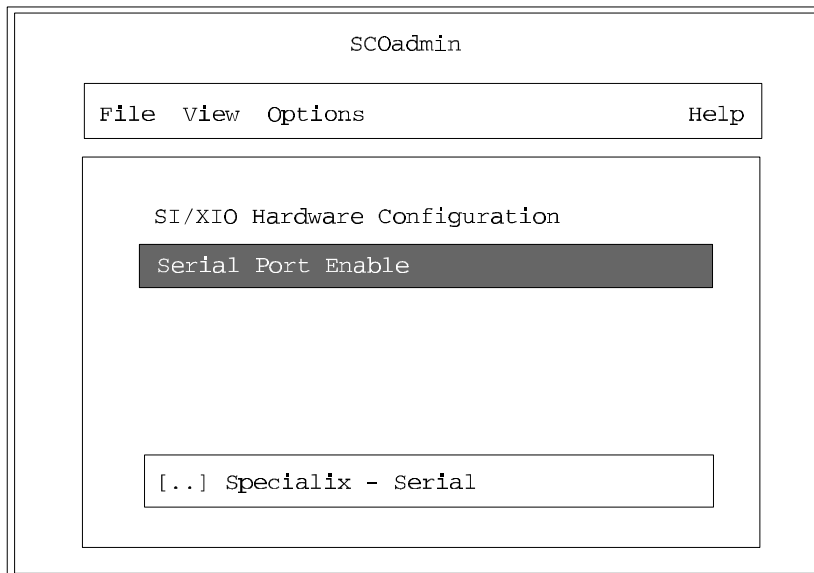 SCOadmin
File View Options Help
SI/XIO Hardware Configuration
Serial Port Enable
[..] Specialix - Serial